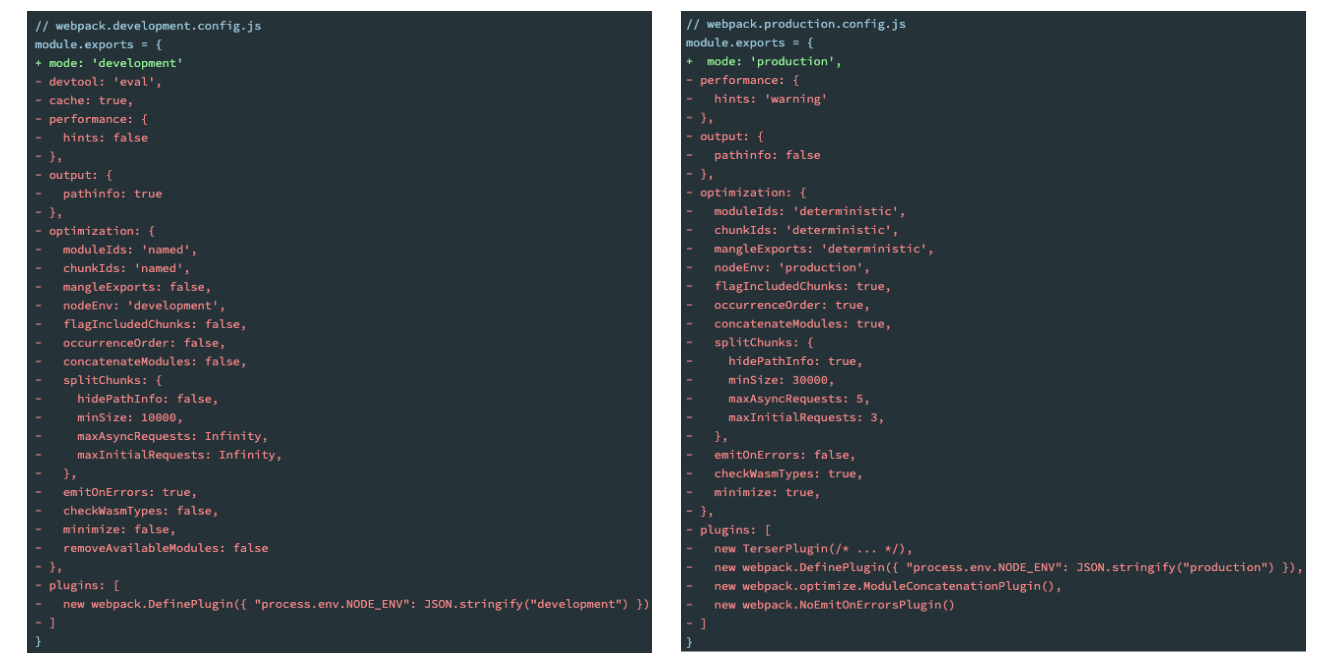 // webpack.development.config.js
module.exports = {
+ mode: 'development'
- devtool: 'eval',
- cache: true,
- performance: {
-   hints: false
- },
- output: {
-   pathinfo: true
- },
- optimization: {
-   moduleIds: 'named',
-   chunkIds: 'named',
-   mangleExports: false,
-   nodeEnv: 'development',
-   flagIncludedChunks: false,
-   occurrenceOrder: false,
-   concatenateModules: false,
-   splitChunks: {
-     hidePathInfo: false,
-     minSize: 10000,
-     maxAsyncRequests: Infinity,
-     maxInitialRequests: Infinity,
-   },
-   emitOnErrors: true,
-   checkWasmTypes: false,
-   minimize: false,
-   removeAvailableModules: false
- },
- plugins: [
-   new webpack.DefinePlugin({ "process.env.NODE_ENV": JSON.stringify("development") })
- ]
}
// webpack.production.config.js
module.exports = {
+  mode: 'production',
- performance: {
-   hints: 'warning'
- },
- output: {
-   pathinfo: false
- },
- optimization: {
-   moduleIds: 'deterministic',
-   chunkIds: 'deterministic',
-   mangleExports: 'deterministic',
-   nodeEnv: 'production',
-   flagIncludedChunks: true,
-   occurrenceOrder: true,
-   concatenateModules: true,
-   splitChunks: {
-     hidePathInfo: true,
-     minSize: 30000,
-     maxAsyncRequests: 5,
-     maxInitialRequests: 3,
-   },
-   emitOnErrors: false,
-   checkWasmTypes: true,
-   minimize: true,
- },
- plugins: [
-   new TerserPlugin(/* ... */),
-   new webpack.DefinePlugin({ "process.env.NODE_ENV": JSON.stringify("production") }),
-   new webpack.optimize.ModuleConcatenationPlugin(),
-   new webpack.NoEmitOnErrorsPlugin()
- ]
}